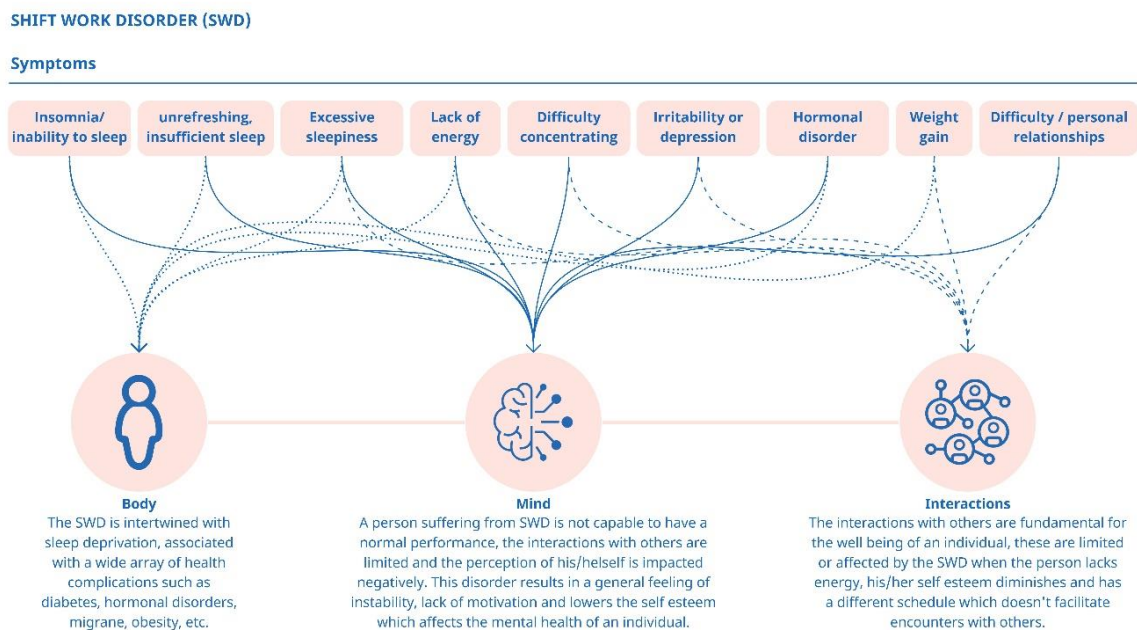 SHIFT WORK DISORDER (SWD)
Symptoms
Insomnia/
inability to sleep
unrefreshing,
insufficient sleep
Excessive
sleepiness
Lack of
energy
Difficulty
concentrating
Irritability or
depression
Hormonal
disorder
Weight
gain
Difficulty / personal
relationships
Body
The SWD is intertwined with
sleep deprivation, associated
with a wide array of health
complications such as
diabetes, hormonal disorders,
migrane, obesity, etc.
Mind
A person suffering from SWD is not capable to have a
normal performance, the interactions with others are
limited and the perception of his/helself is impacted
negatively. This disorder results in a general feeling of
instability, lack of motivation and lowers the self esteem
which affects the mental health of an individual.
Interactions
The interactions with others are fundamental for
the well being of an individual, these are limited
or affected by the SWD when the person lacks
energy, his/her self esteem diminishes and has
a different schedule which doesn't facilitate
encounters with others.